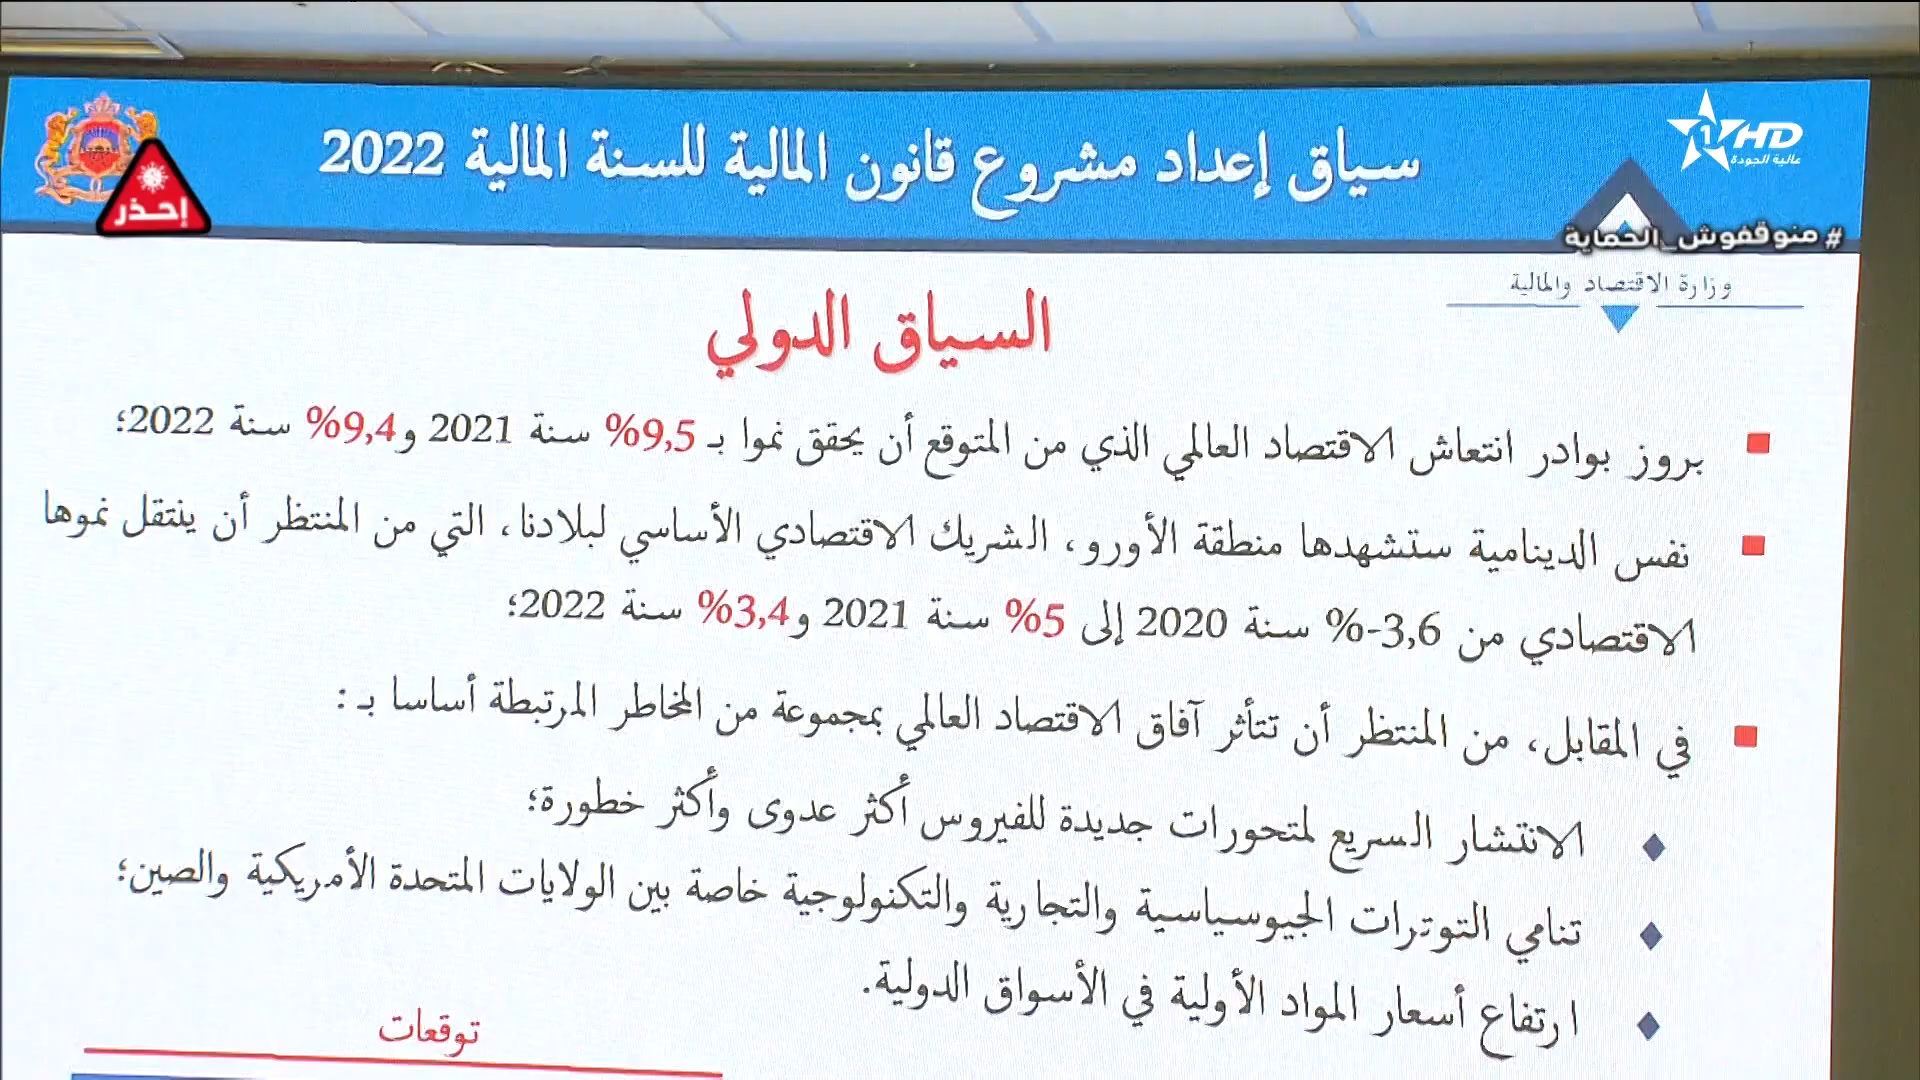 سياق إعداد مشروع قانون المالية للسنة المالية 2022
1HD
عالية الجودة
إحذر
#منوقفوش_الحماية
وزارة الاقتصاد والمالية
السياق الدولي
بروز بوادر انتعاش الاقتصاد العالمي الذي من المتوقع أن يحقق نموا بـ 9,5% سنة 2021 و9,4% سنة 2022؛
نفس الدينامية ستشهدها منطقة الأورو، الشريك الاقتصادي الأساسي لبلادنا، التي من المنتظر أن ينتقل نموها
الاقتصادي من 3,6-% سنة 2020 إلى 5% سنة 2021 و3,4% سنة 2022؛
في المقابل، من المنتظر أن تتأثر آفاق الاقتصاد العالمي بمجموعة من المخاطر المرتبطة أساسا بـ :
الانتشار السريع لمتحورات جديدة للفيروس أكثر عدوى وأكثر خطورة؛
تنامي التوترات الجيوسياسية والتجارية والتكنولوجية خاصة بين الولايات المتحدة الأمريكية والصين؛
ارتفاع أسعار المواد الأولية في الأسواق الدولية.
توقعات